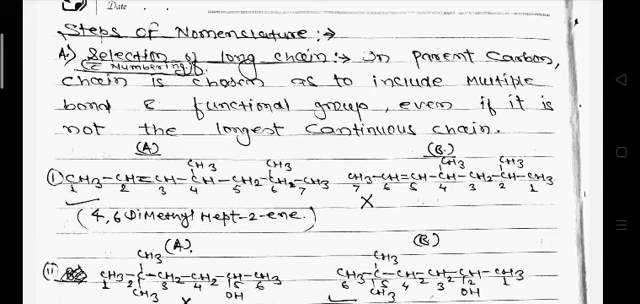 Date
Steps of Nomenclature :→
A.) Selection of long chain :→ In parent Carbon,
(& Numbering).
chain is chosen as to include multiple
bond & functional group, even if it is
not the longest Continuous chain.
(A) (B.)
CH3 CH3 CH3 CH3
(i) CH3-CH=CH-CH-CH2-CH-CH3 CH3-CH=CH-CH-CH2-CH-CH3
1 2 3 4 5 6 7 7 6 5 4 3 2 1
✓ X
(4,6 DiMethyl Hept-2-ene.)
(A). (B)
CH3 CH3
(ii) CH3-C-CH2-CH2-CH-CH3 CH3-C-CH2-CH2-CH-CH3
1 2 3 4 5 6 6 5 4 3 2 1
CH3 OH CH3 OH
X ✓